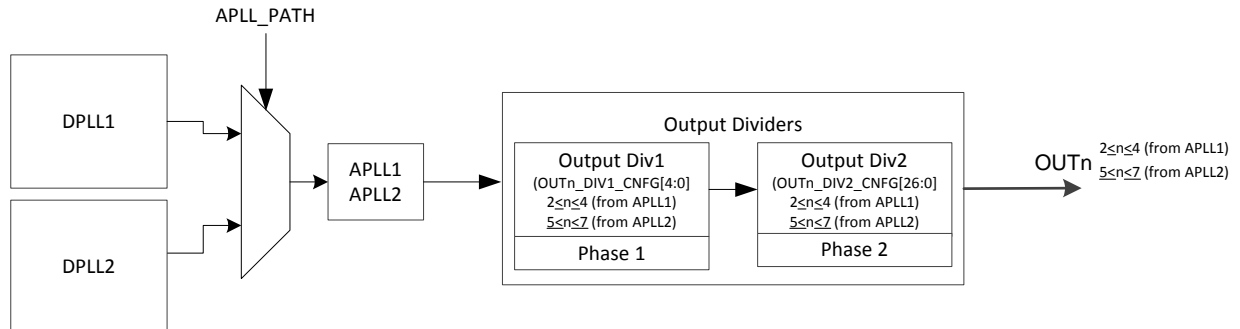 APLL_PATH
DPLL1
DPLL2
APLL1
APLL2
Output Dividers
Output Div1
(OUTn_DIV1_CNFG[4:0]
2<n<4 (from APLL1)
5<n<7 (from APLL2)
Phase 1
Output Div2
(OUTn_DIV2_CNFG[26:0]
2<n<4 (from APLL1)
5<n<7 (from APLL2)
Phase 2
OUTn
2<n<4 (from APLL1)
5<n<7 (from APLL2)